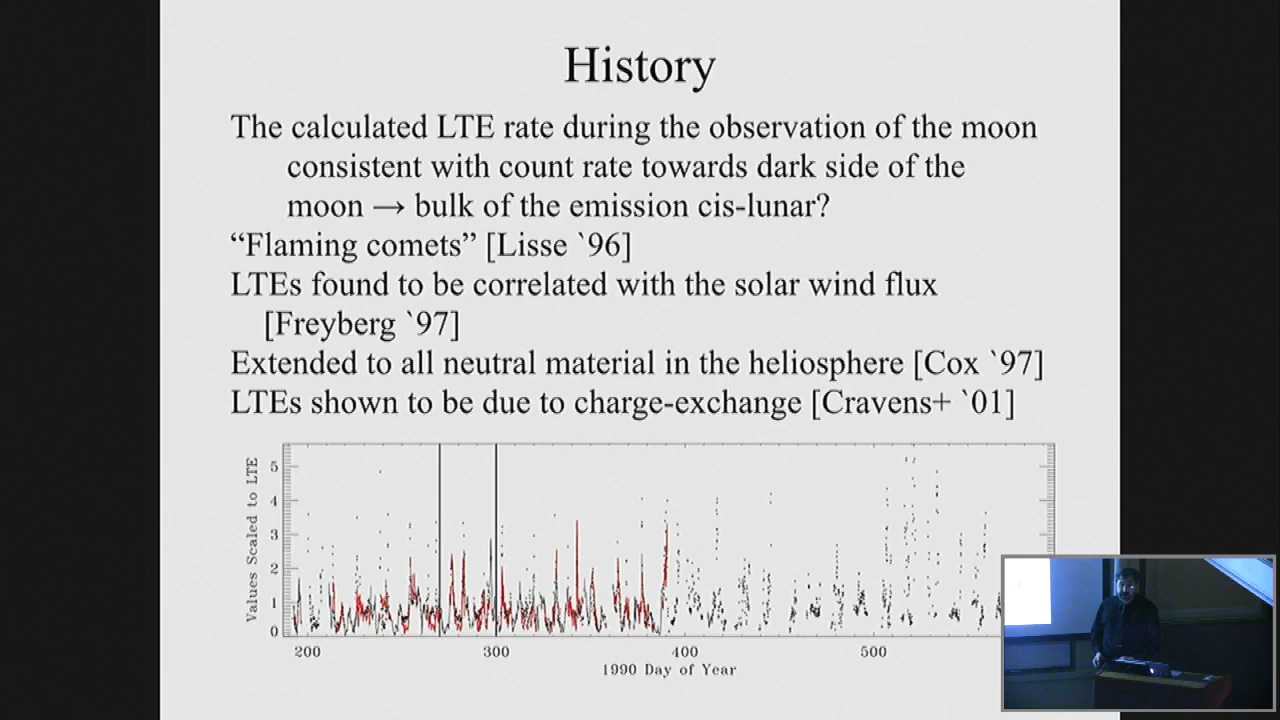 History
The calculated LTE rate during the observation of the moon
consistent with count rate towards dark side of the
moon → bulk of the emission cis-lunar?
“Flaming comets” [Lisse `96]
LTEs found to be correlated with the solar wind flux
[Freyberg `97]
Extended to all neutral material in the heliosphere [Cox `97]
LTEs shown to be due to charge-exchange [Cravens+ `01]
Values Scaled to LTE
5
4
3
2
1
0
200 300 400 500
1990 Day of Year